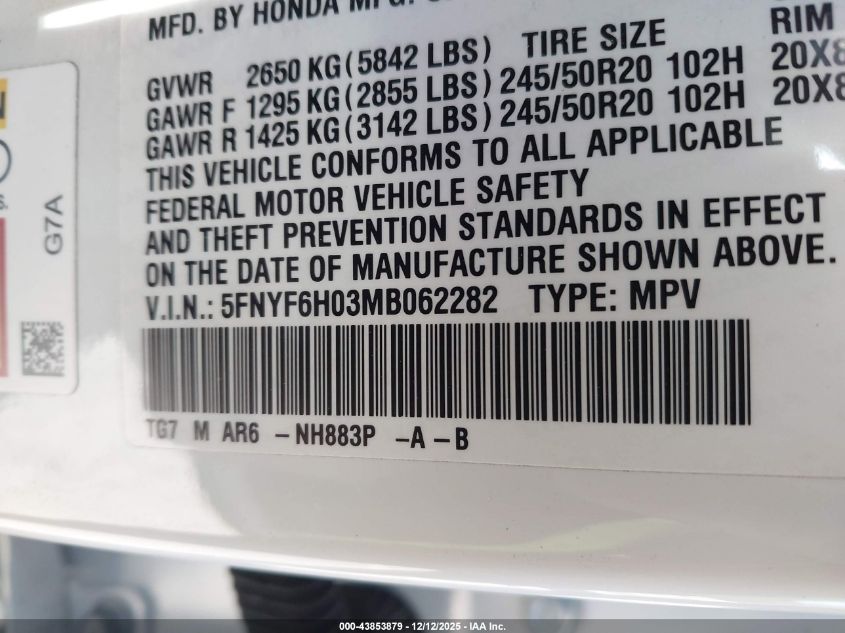 MFD. BY HONDA MFG.
GVWR 2650 KG (5842 LBS) TIRE SIZE RIM
GAWR F 1295 KG (2855 LBS) 245/50R20 102H 20X8
GAWR R 1425 KG (3142 LBS) 245/50R20 102H 20X8
THIS VEHICLE CONFORMS TO ALL APPLICABLE
FEDERAL MOTOR VEHICLE SAFETY
AND THEFT PREVENTION STANDARDS IN EFFECT
ON THE DATE OF MANUFACTURE SHOWN ABOVE.
V.I.N.: 5FNYF6H03MB062282 TYPE: MPV
TG7 M AR6 -NH883P -A -B
G7A
000-43853879 - 12/12/2025 - IAA Inc.